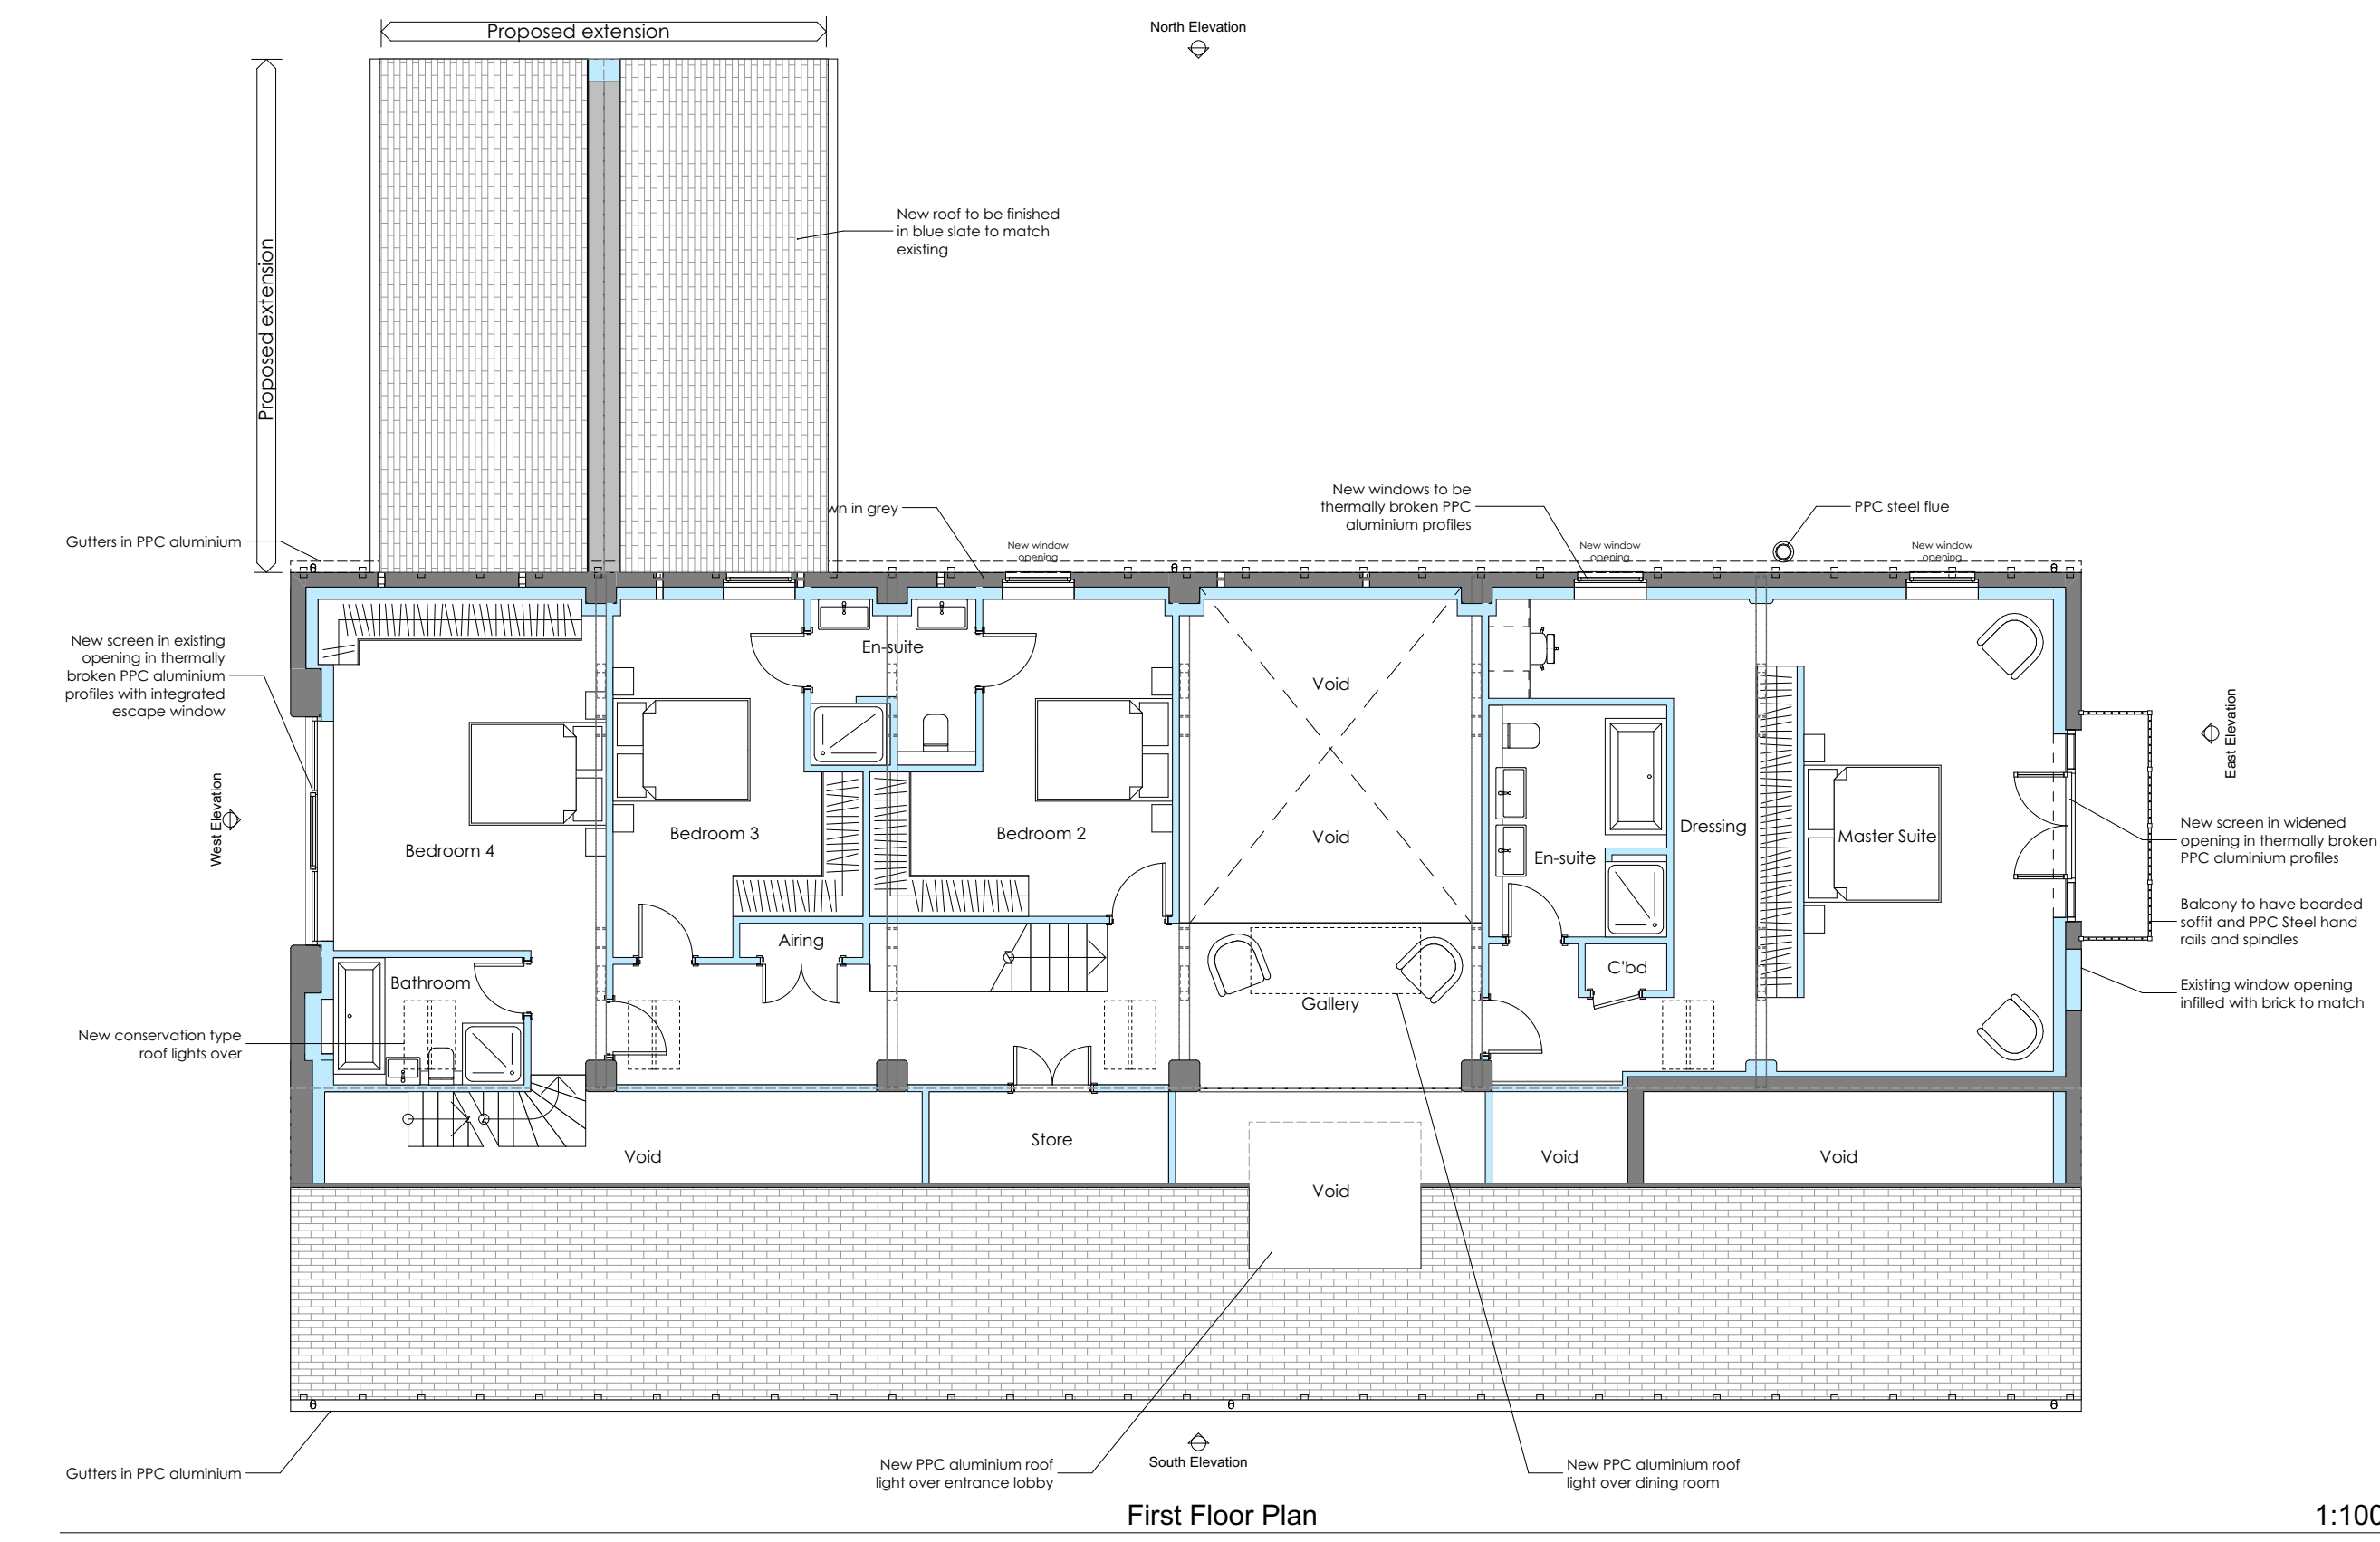 Proposed extension
North Elevation
Proposed extension
New roof to be finished
in blue slate to match
existing
New windows to be
thermally broken PPC
aluminium profiles
PPC steel flue
in grey
Gutters in PPC aluminium
New window
opening
New window
opening
New window
opening
New screen in existing
opening in thermally
broken PPC aluminium
profiles with integrated
escape window
En-suite
Void
East Elevation
West Elevation
Bedroom 4
Bedroom 3
Bedroom 2
Void
En-suite
Dressing
Master Suite
New screen in widened
opening in thermally broken
PPC aluminium profiles
Balcony to have boarded
soffit and PPC Steel hand
rails and spindles
Airing
Bathroom
C'bd
Gallery
Existing window opening
infilled with brick to match
New conservation type
roof lights over
Void
Store
Void
Void
Void
Gutters in PPC aluminium
New PPC aluminium roof
light over entrance lobby
South Elevation
New PPC aluminium roof
light over dining room
First Floor Plan
1:100